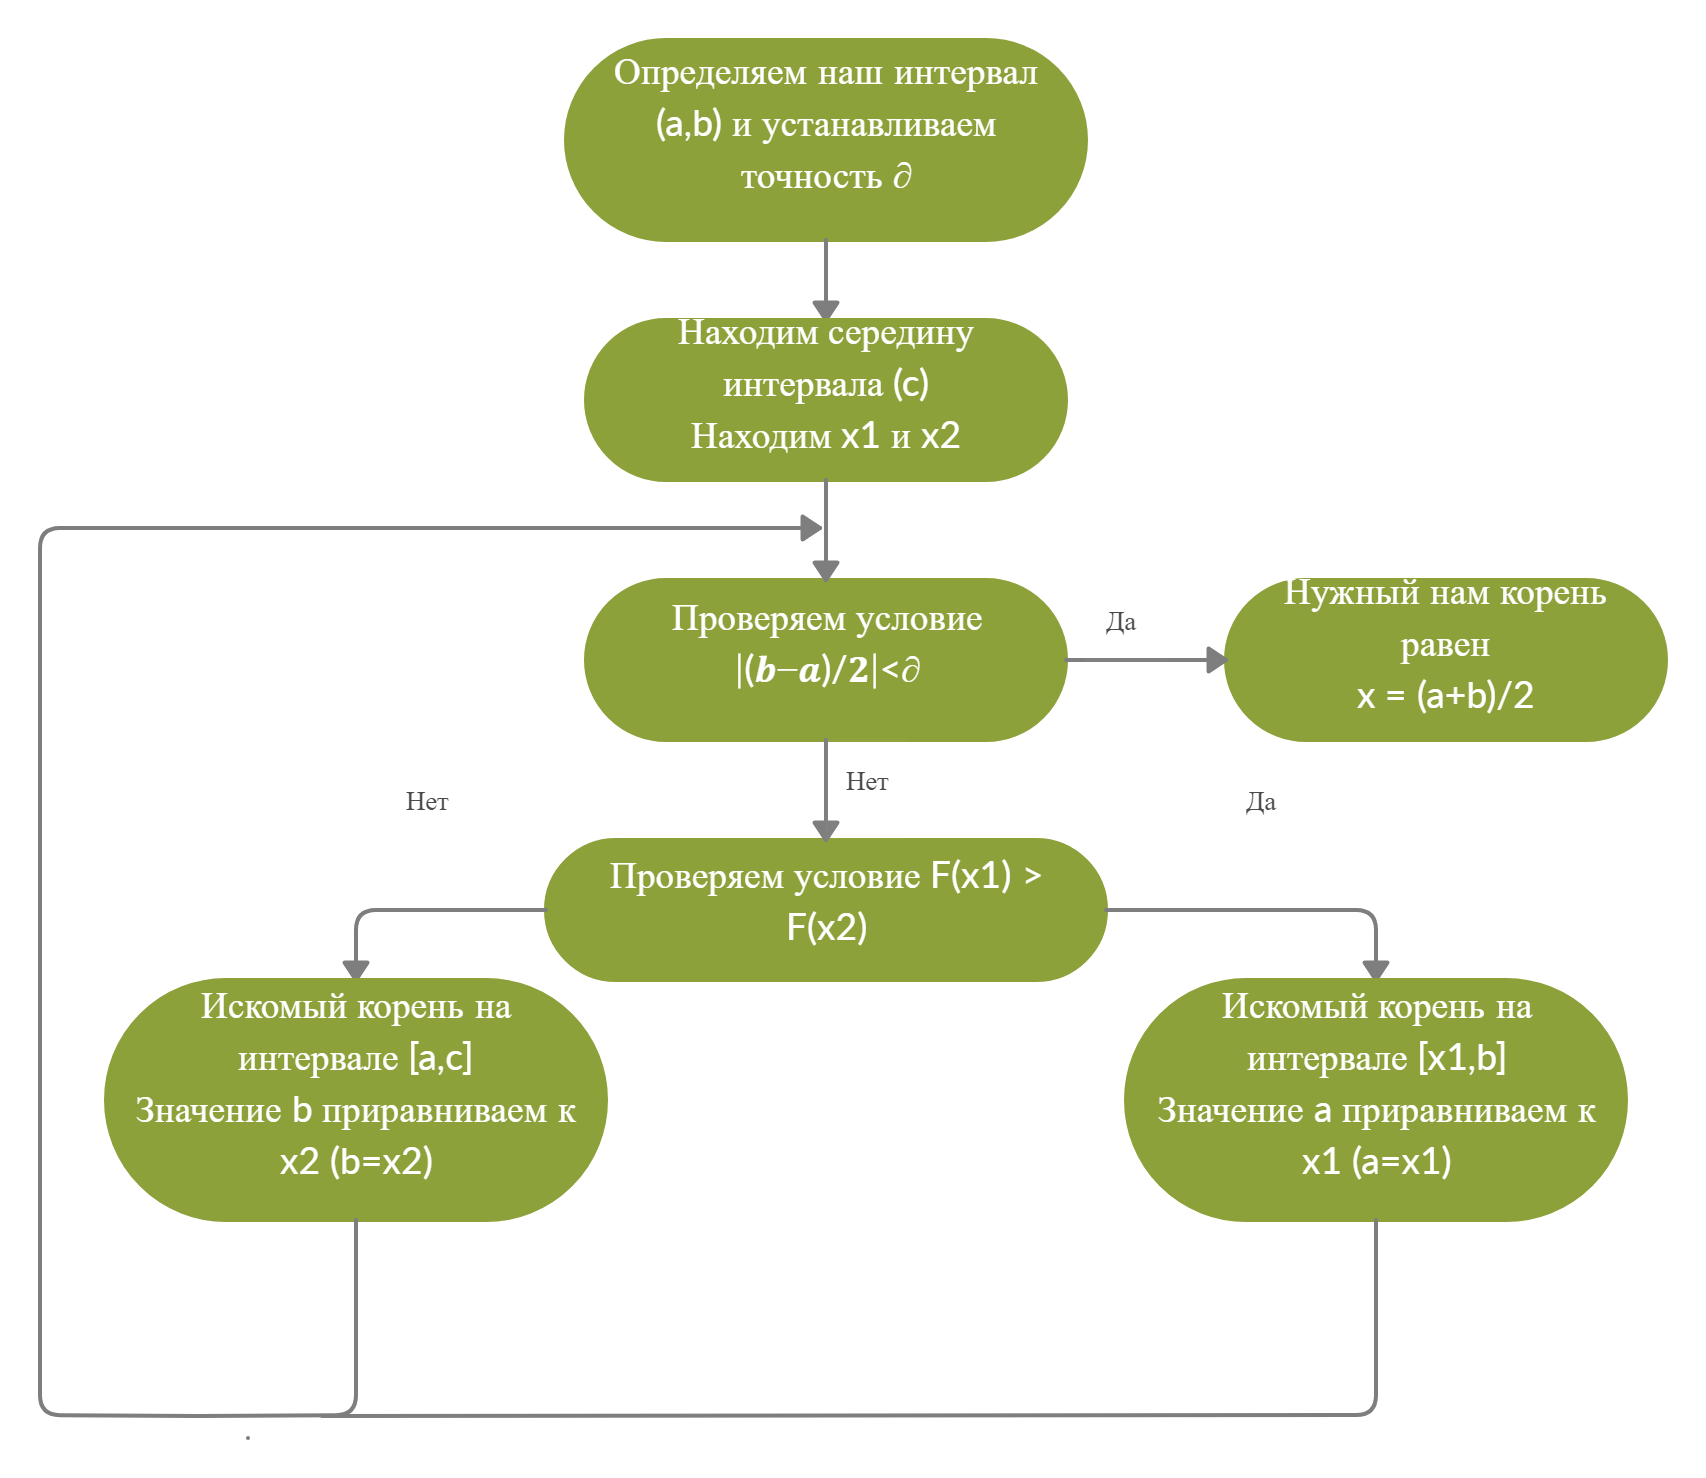 Определяем наш интервал
(a,b) и устанавливаем
точность ∂
Находим середину
интервала (c)
Находим x1 и x2
Проверяем условие
|(b−a)/2|<∂
Да
Нужный нам корень
равен
x = (a+b)/2
Нет
Нет
Да
Проверяем условие F(x1) >
F(x2)
Искомый корень на
интервале [a,c]
Значение b приравниваем к
x2 (b=x2)
Искомый корень на
интервале [x1,b]
Значение a приравниваем к
x1 (a=x1)
.